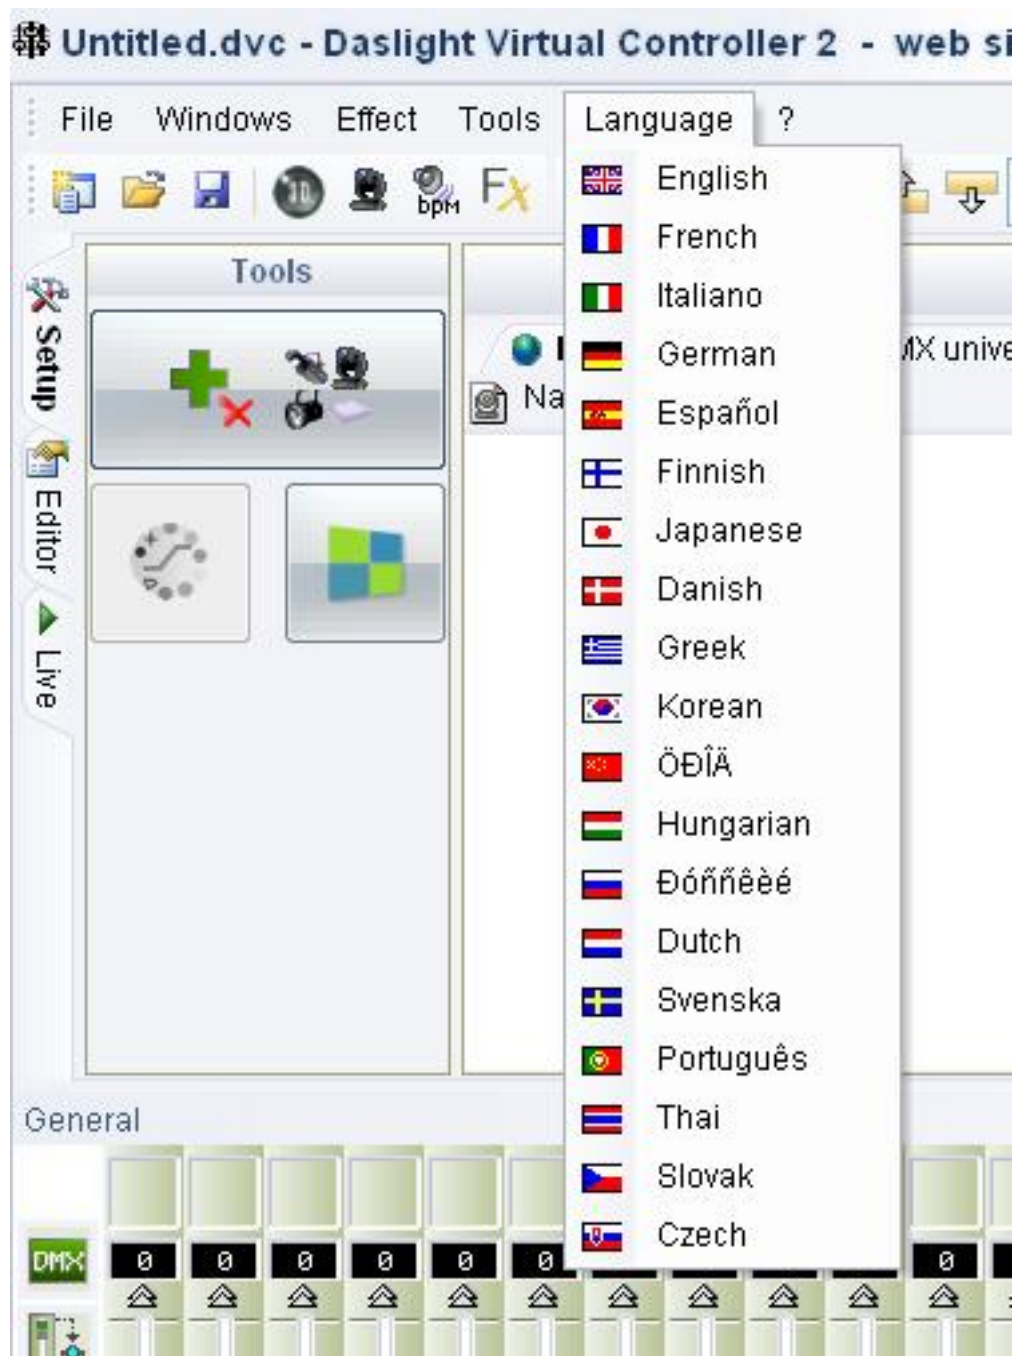 Untitled.dvc - Daslight Virtual Controller 2 - web si
File Windows Effect Tools Language ?
bpm Fx
Tools
Setup
Editor
Live
English
French
Italiano
German
Español
Finnish
Japanese
Danish
Greek
Korean
ÖÐÎÄ
Hungarian
Ðóññêèé
Dutch
Svenska
Português
Thai
Slovak
Czech
MX unive
Na
General
DMX 0 0 0 0 0 0 0